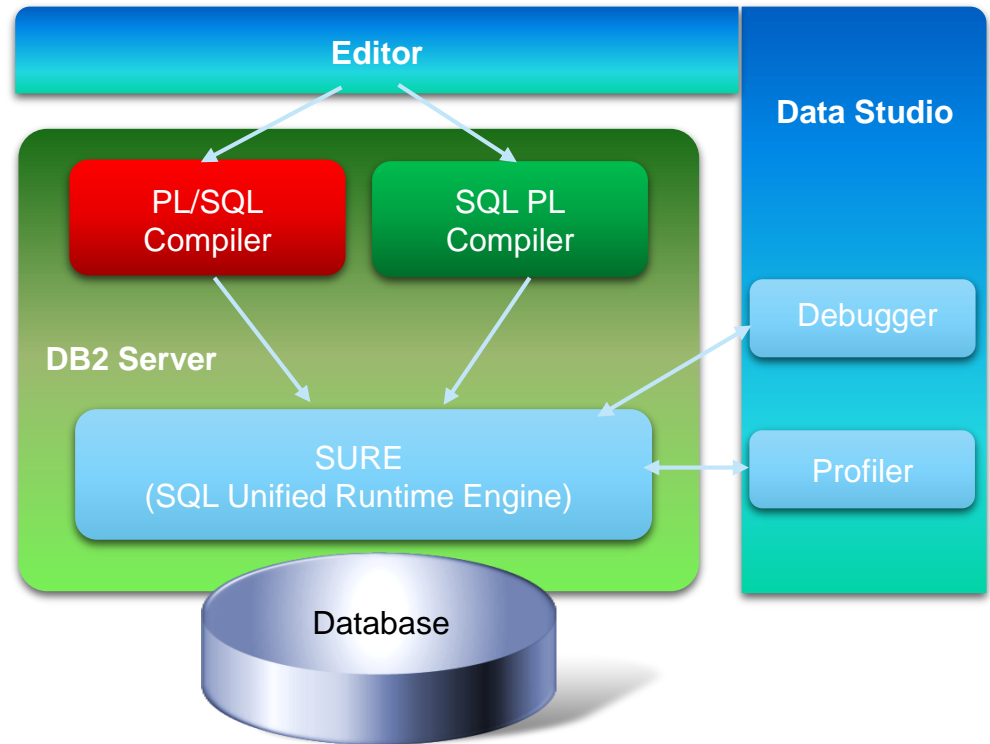 Editor
Data Studio
PL/SQL
Compiler
SQL PL
Compiler
Debugger
DB2 Server
SURE
(SQL Unified Runtime Engine)
Profiler
Database